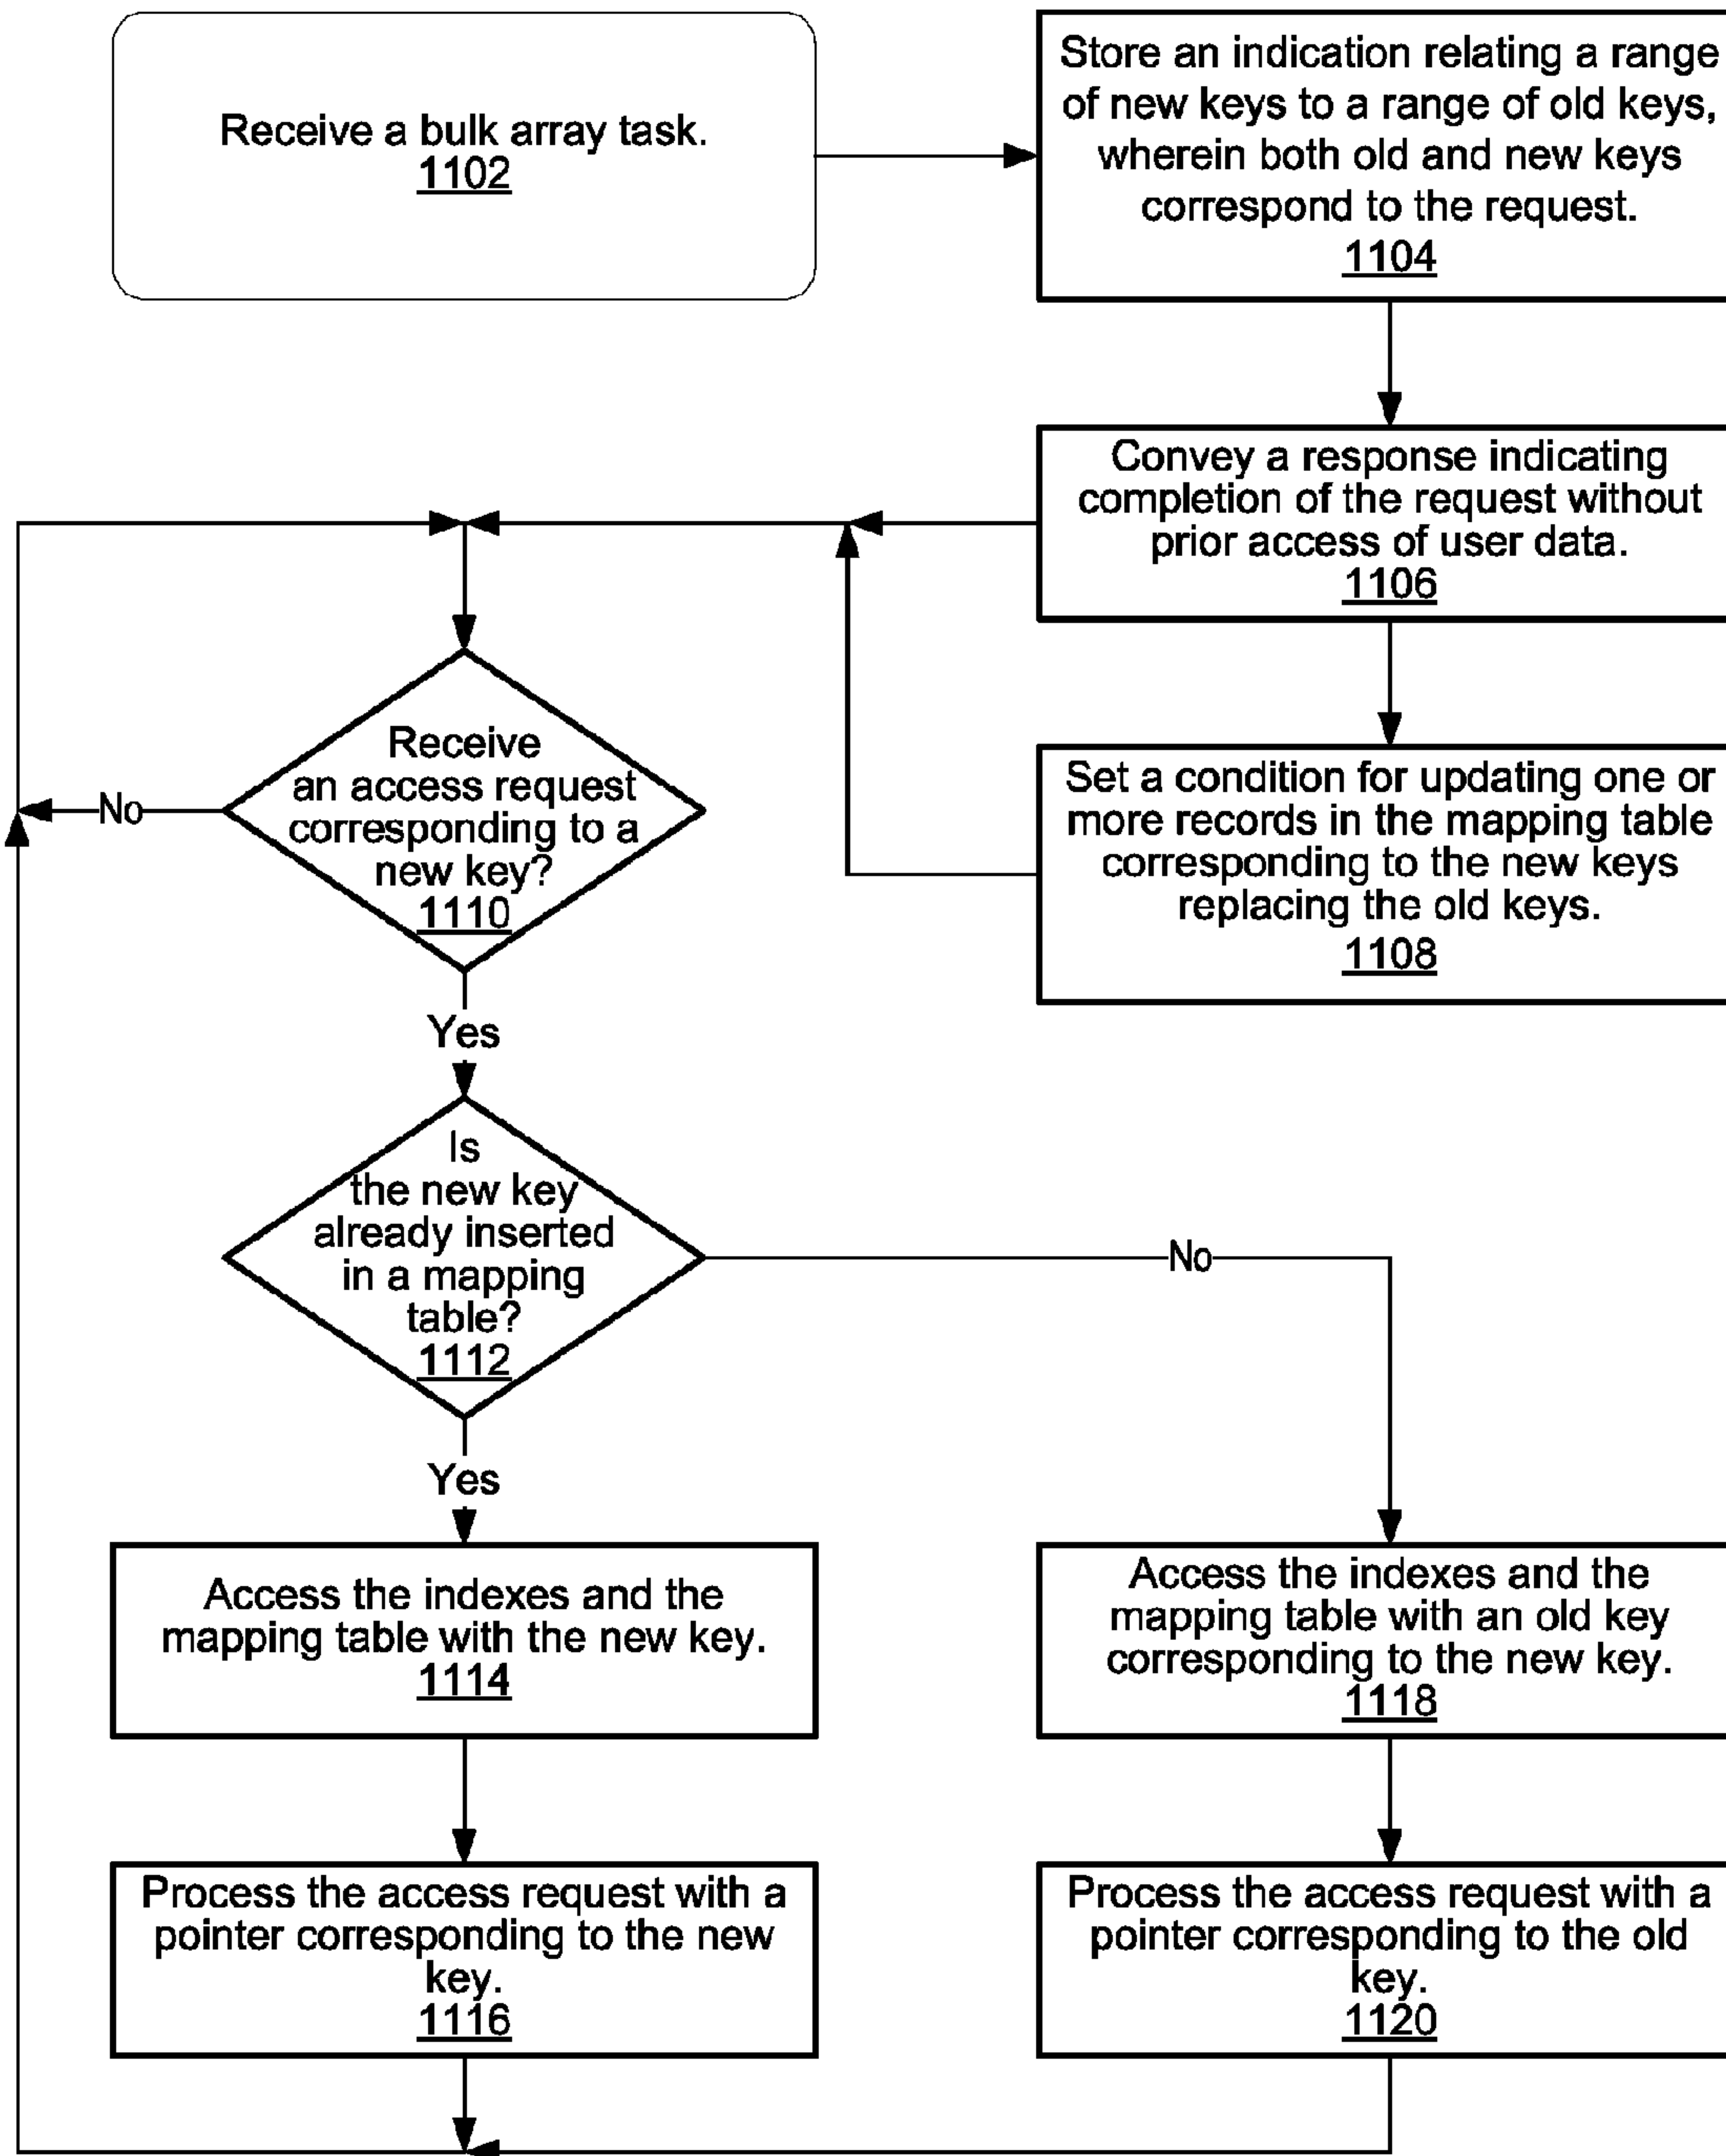 Receive a bulk array task.
1102
Store an indication relating a range
of new keys to a range of old keys,
wherein both old and new keys
correspond to the request.
1104
Convey a response indicating
completion of the request without
prior access of user data.
1106
Set a condition for updating one or
more records in the mapping table
corresponding to the new keys
replacing the old keys.
1108
Receive
an access request
corresponding to a
new key?
1110
No
Yes
Is
the new key
already inserted
in a mapping
table?
1112
No
Yes
Access the indexes and the
mapping table with the new key.
1114
Access the indexes and the
mapping table with an old key
corresponding to the new key.
1118
Process the access request with a
pointer corresponding to the new
key.
1116
Process the access request with a
pointer corresponding to the old
key.
1120